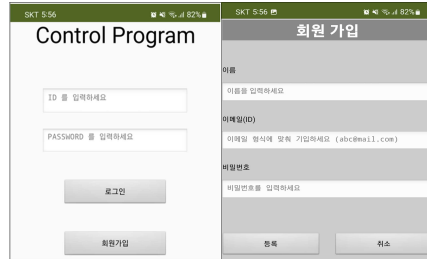 SKT 5:56
82%
Control Program
ID 를 입력하세요
PASSWORD 를 입력하세요
로그인
회원가입
SKT 5:56
82%
회원 가입
이름
이름을 입력하세요
이메일(ID)
이메일 형식에 맞춰 기입하세요 (abc@mail.com)
비밀번호
비밀번호를 입력하세요
등록
취소